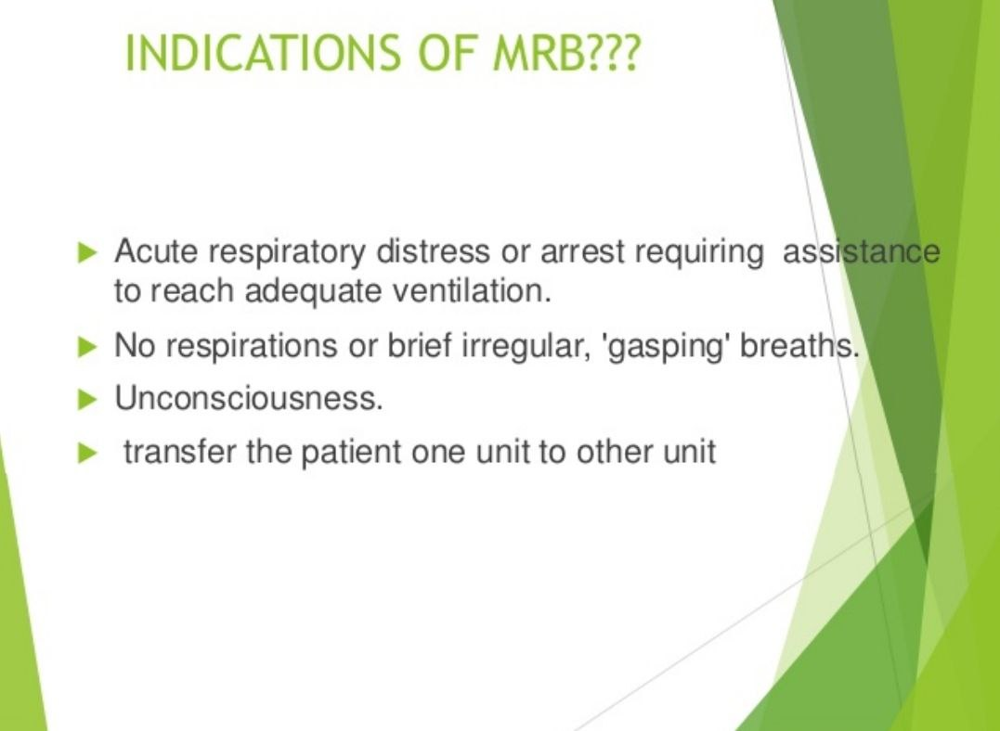 INDICATIONS OF MRB???
Acute respiratory distress or arrest requiring  assistance
to reach adequate ventilation.
No respirations or brief irregular, 'gasping' breaths.
Unconsciousness.
transfer the patient one unit to other unit